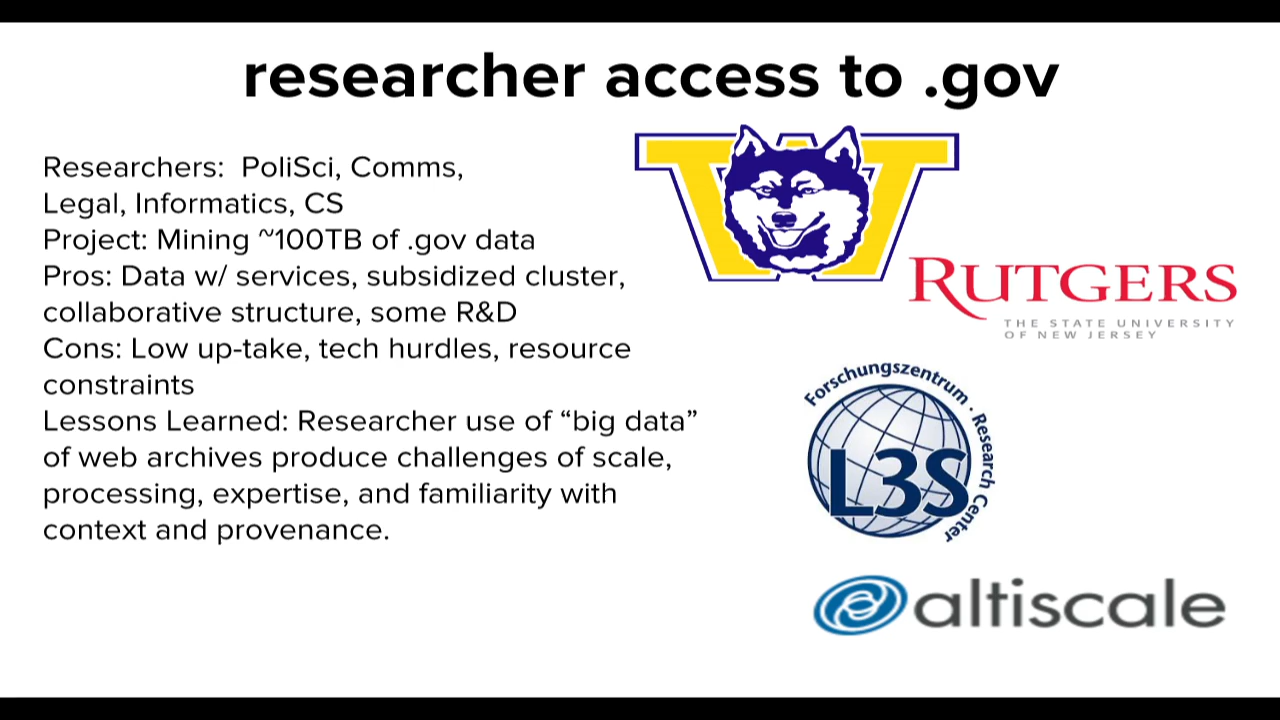 researcher access to .gov
Researchers:  PoliSci, Comms,
Legal, Informatics, CS
Project: Mining ~100TB of .gov data
Pros: Data w/ services, subsidized cluster,
collaborative structure, some R&D
Cons: Low up-take, tech hurdles, resource
constraints
Lessons Learned: Researcher use of “big data”
of web archives produce challenges of scale,
processing, expertise, and familiarity with
context and provenance.
W
RUTGERS
THE STATE UNIVERSITY
OF NEW JERSEY
Forschungszentrum · Research Center
L3S
altiscale